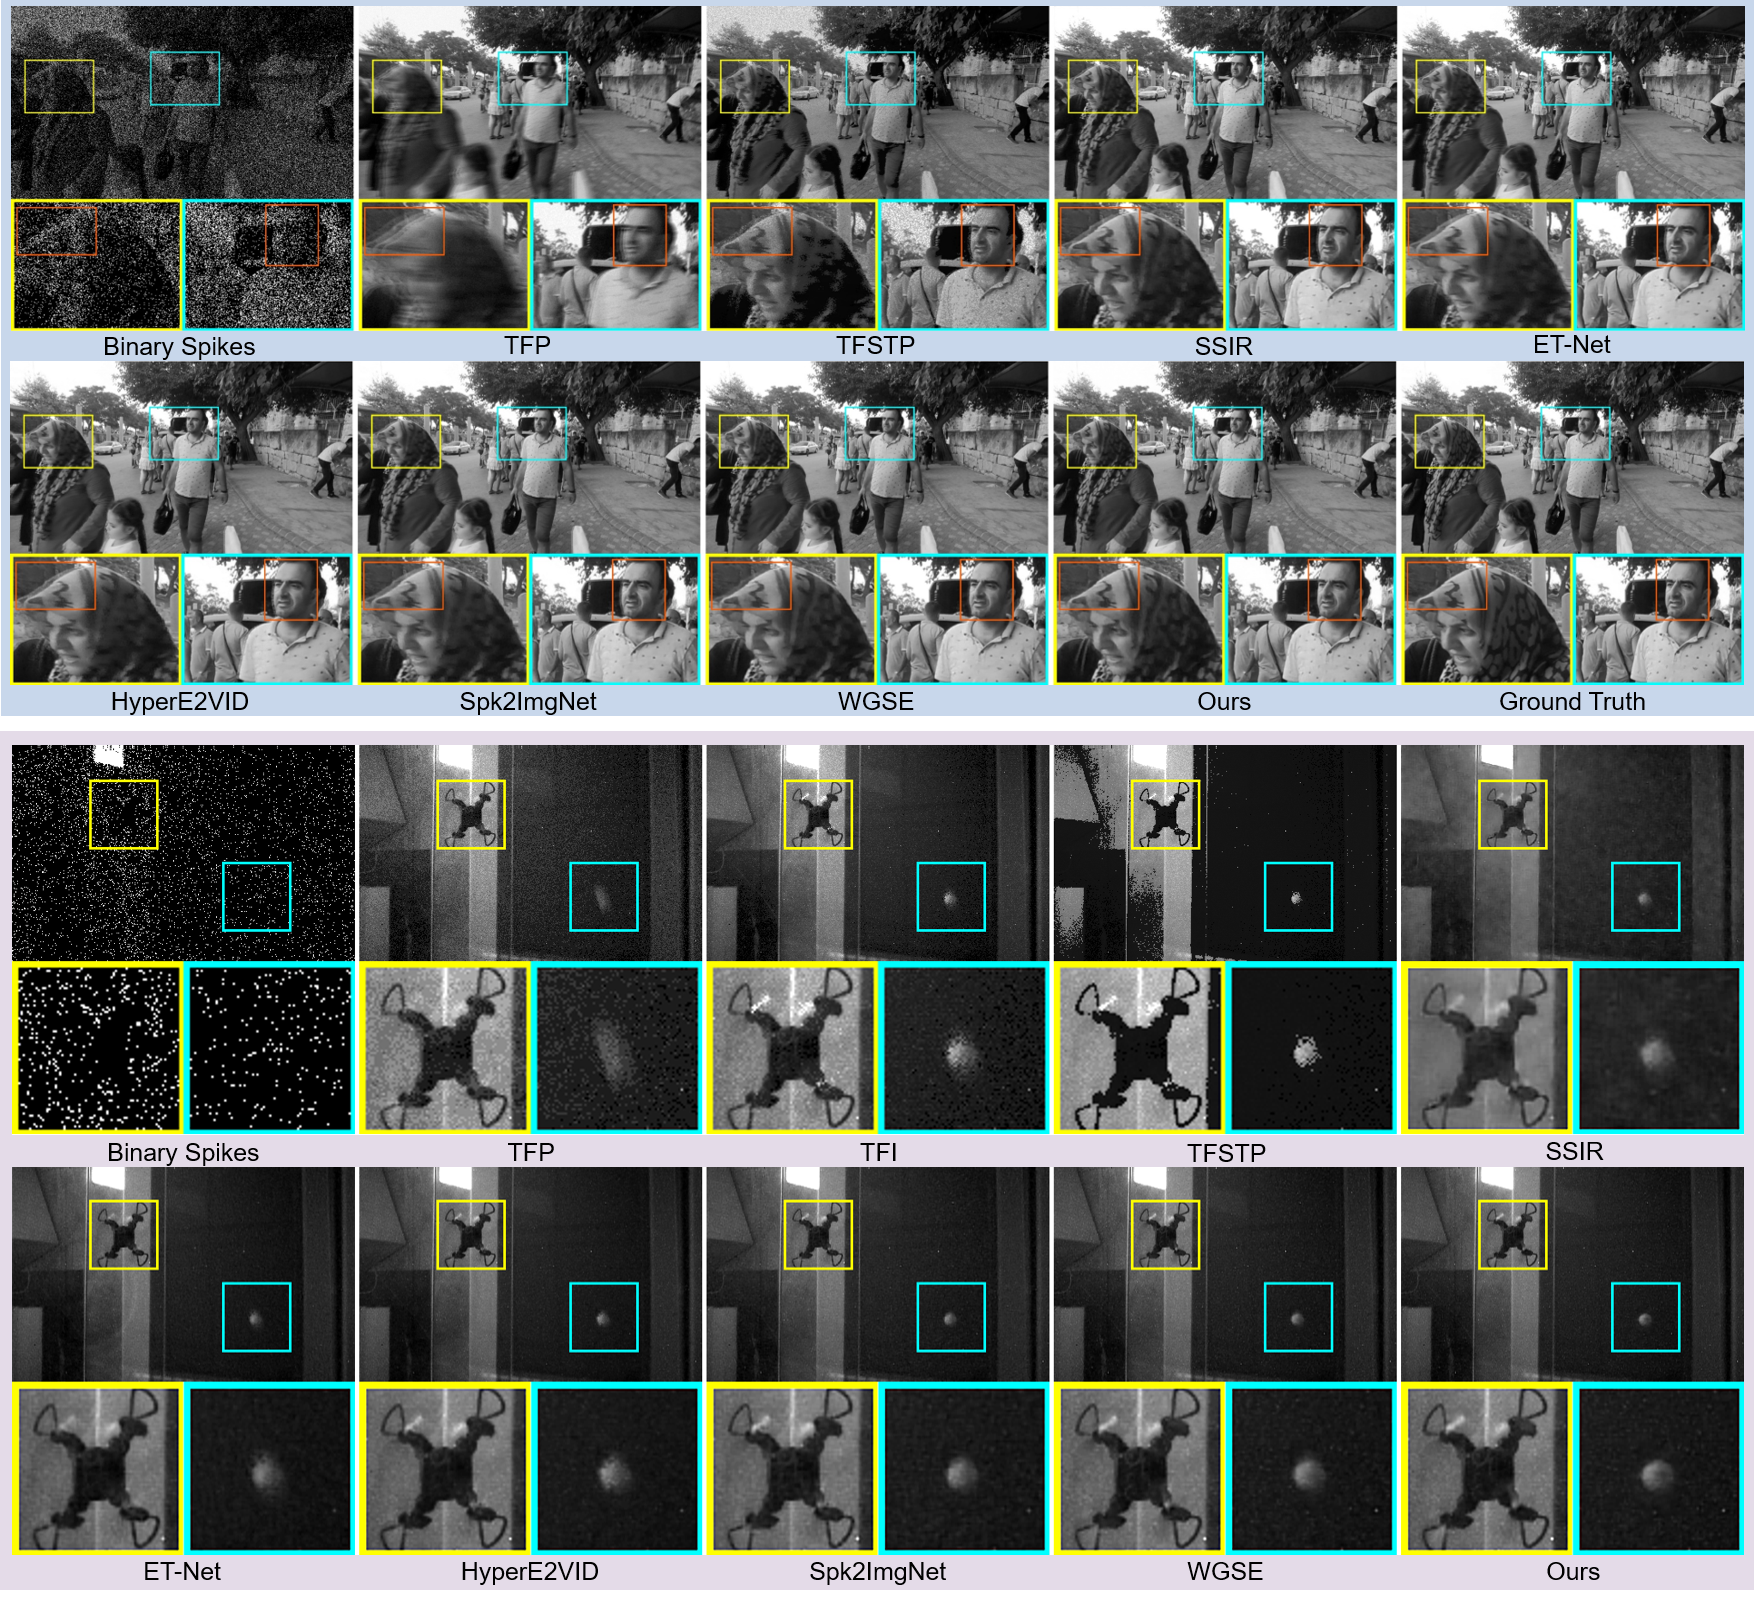 Binary Spikes TFP TFSTP SSIR ET-Net
HyperE2VID Spk2ImgNet WGSE Ours Ground Truth
Binary Spikes TFP TFI TFSTP SSIR
ET-Net HyperE2VID Spk2ImgNet WGSE Ours